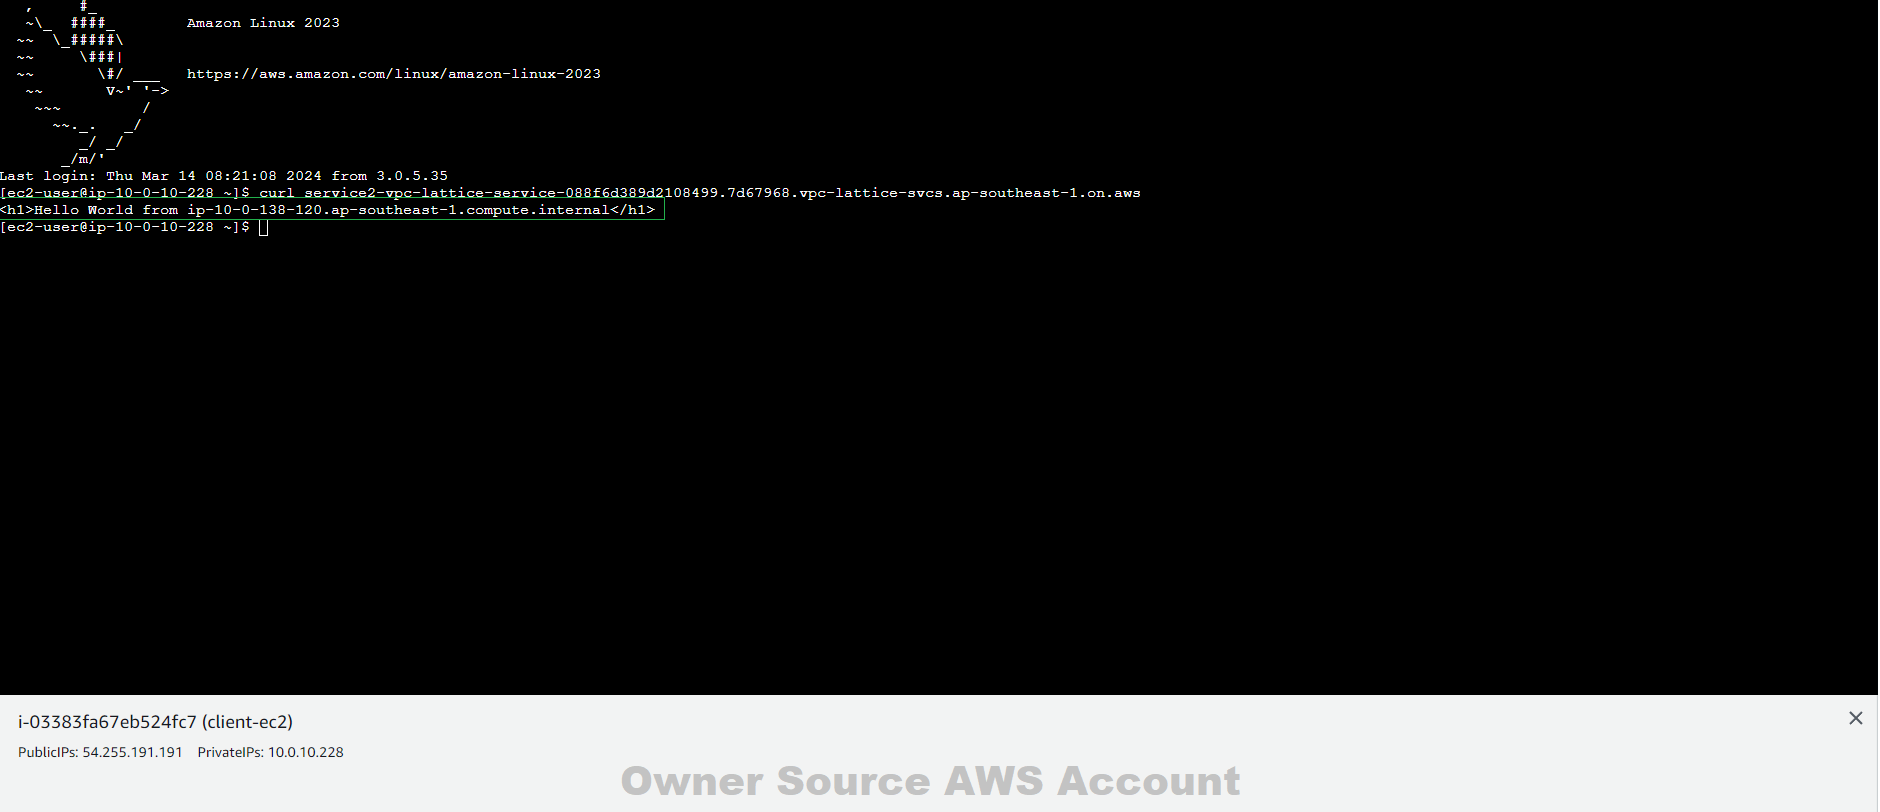 ,     #_
  ~\_  ####_        Amazon Linux 2023
 ~~  \_#####\
 ~~     \###|
 ~~       \#/ ___   https://aws.amazon.com/linux/amazon-linux-2023
  ~~       V~' '->
   ~~~         /
     ~~._.   _/
        _/ _/
      _/m/'
Last login: Thu Mar 14 08:21:08 2024 from 3.0.5.35
[ec2-user@ip-10-0-10-228 ~]$ curl service2-vpc-lattice-service-088f6d389d2108499.7d67968.vpc-lattice-svcs.ap-southeast-1.on.aws
<h1>Hello World from ip-10-0-138-120.ap-southeast-1.compute.internal</h1>
[ec2-user@ip-10-0-10-228 ~]$
i-03383fa67eb524fc7 (client-ec2)
PublicIPs: 54.255.191.191 PrivateIPs: 10.0.10.228
Owner Source AWS Account